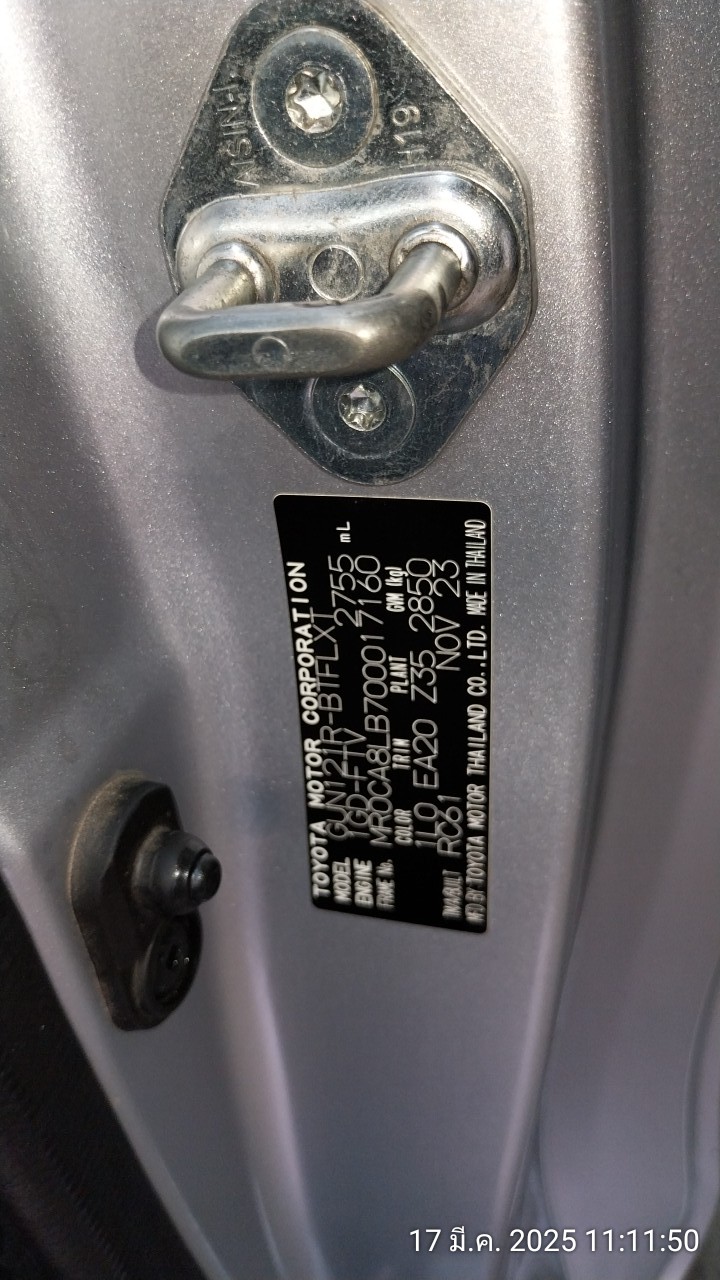 AISIN-J
H19
TOYOTA MOTOR CORPORATION
MODEL GUN121R-BTFLXT
ENGINE 1GD-FTV 2755 mL
FRAME No. MR0CA8LB700017160
COLOR TRIM PLANT GWM (kg)
1L0 EA20 Z35 2850
TMA/BUILT RC61 NOV 23
MFD BY TOYOTA MOTOR THAILAND CO.,LTD. MADE IN THAILAND
17 มี.ค. 2025 11:11:50